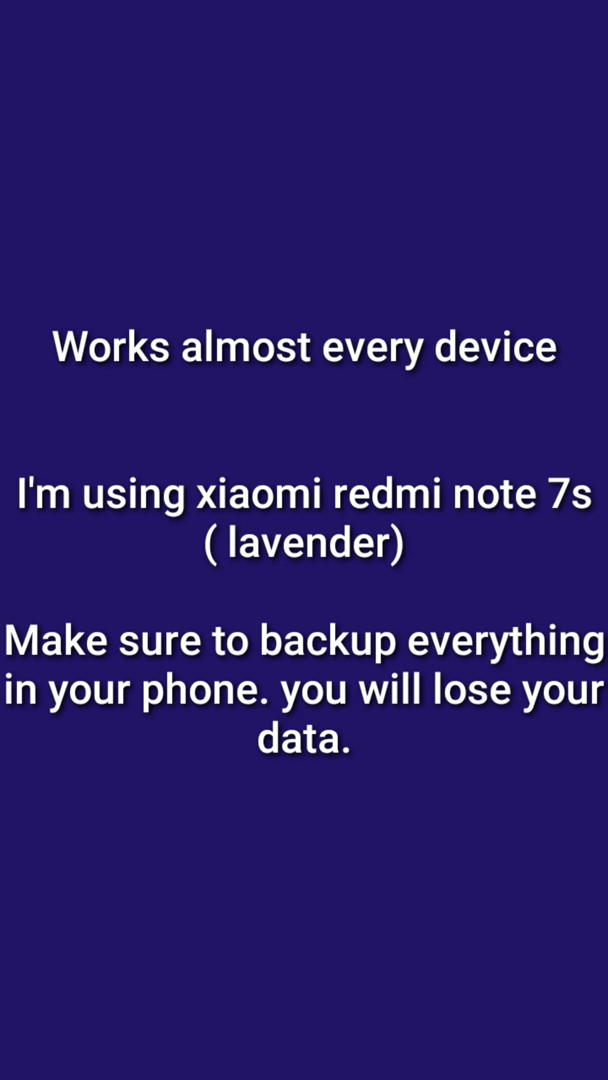 Works almost every device
I'm using xiaomi redmi note 7s
( lavender)
Make sure to backup everything
in your phone. you will lose your
data.